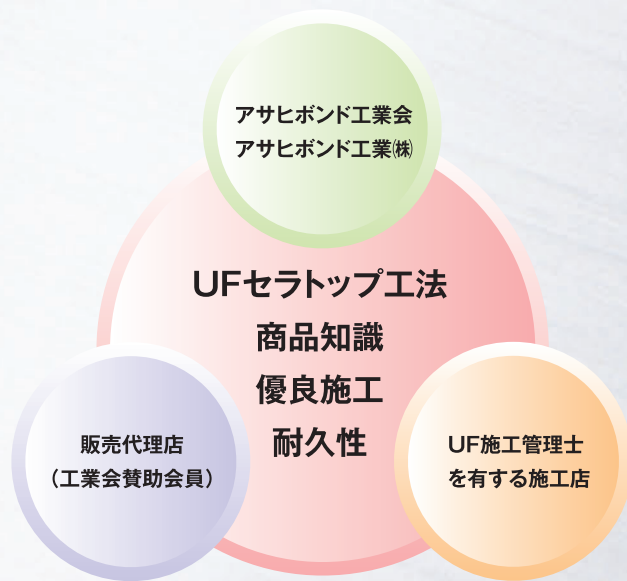 アサヒボンド工業会
アサヒボンド工業㈱
UFセラトップ工法
商品知識
優良施工
耐久性
販売代理店
（工業会賛助会員）
UF施工管理士
を有する施工店